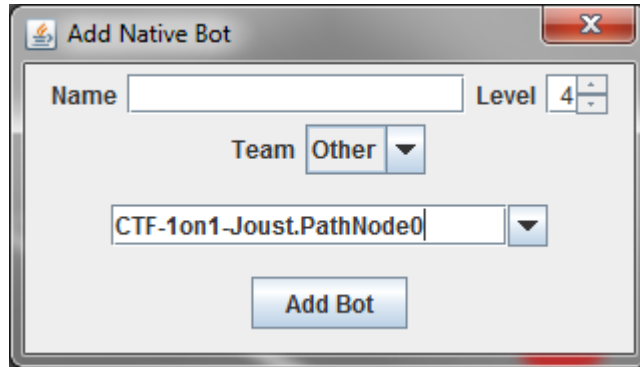 Add Native Bot
Name Level 4
Team Other
CTF-1on1-Joust.PathNode0
Add Bot